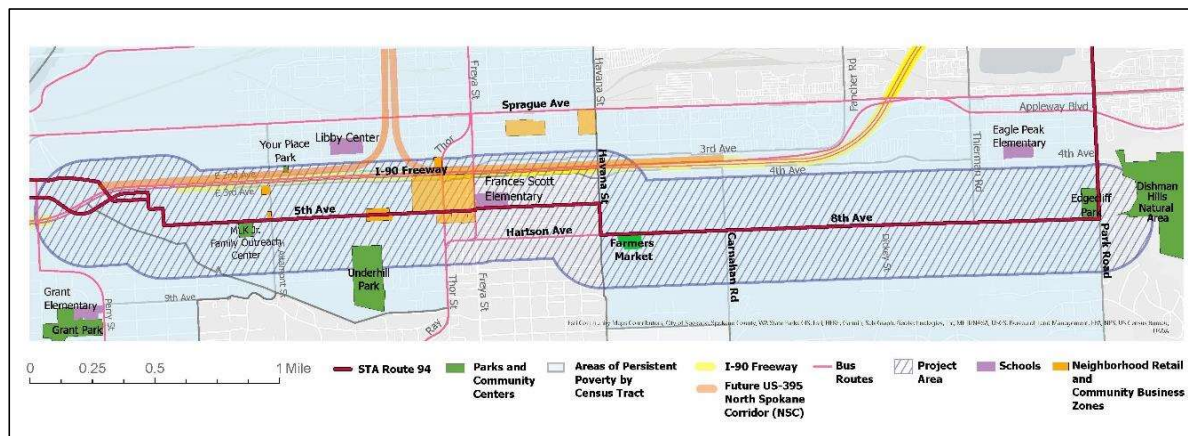 Sprague Ave
Freya St
Havana St
Fancher Rd
Appleway Blvd
Your Place
Park
Libby Center
Thor
Eagle Peak
Elementary
Thierman Rd
4th Ave
3rd Ave
4th Ave
E 2nd Ave
I-90 Freeway
E 3rd Ave
Frances Scott
Elementary
Havana St
Dishman
Hills
Natural
Area
Edgecliff
Park
5th Ave
8th Ave
MLK Jr.
Family Outreach
Center
Altamont St
Hartson Ave
Farmers
Market
Carnahan Rd
Dickey St
Park Road
Underhill
Park
Thor St
Freya St
Grant
Elementary
Perry St
9th Ave
Grant Park
Ray
0 0.25 0.5 1 Mile
STA Route 94
Parks and
Community
Centers
Areas of Persistent
Poverty by
Census Tract
I-90 Freeway
Future US-395
North Spokane
Corridor (NSC)
Bus
Routes
Project
Area
Schools
Neighborhood Retail
and
Community Business
Zones